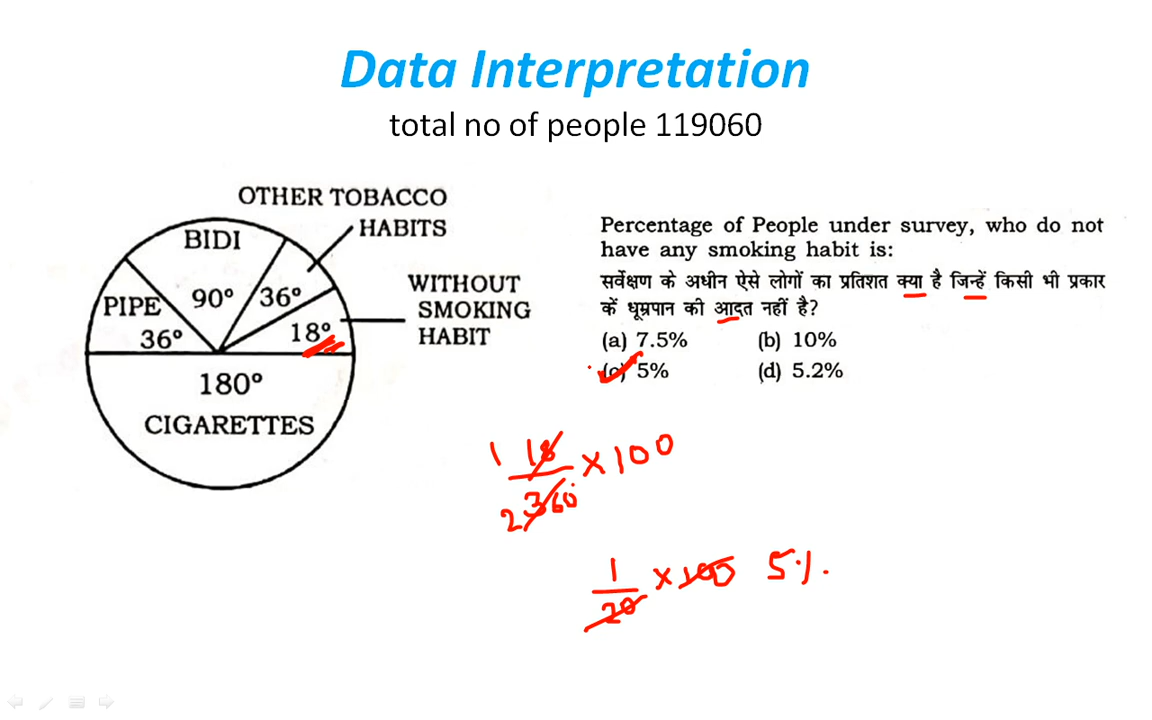 Data Interpretation
total no of people 119060
OTHER TOBACCO
HABITS
BIDI
90°
36°
PIPE
36°
WITHOUT
SMOKING
HABIT
18°
180°
CIGARETTES
Percentage of People under survey, who do not
have any smoking habit is:
सर्वेक्षण के अधीन ऐसे लोगों का प्रतिशत क्या है जिन्हें किसी भी प्रकार
कें धूम्रपान की आदत नहीं है?
(a) 7.5% (b) 10%
(c) 5% (d) 5.2%
1 18
× 100
2 360
1
× 100 5%.
20